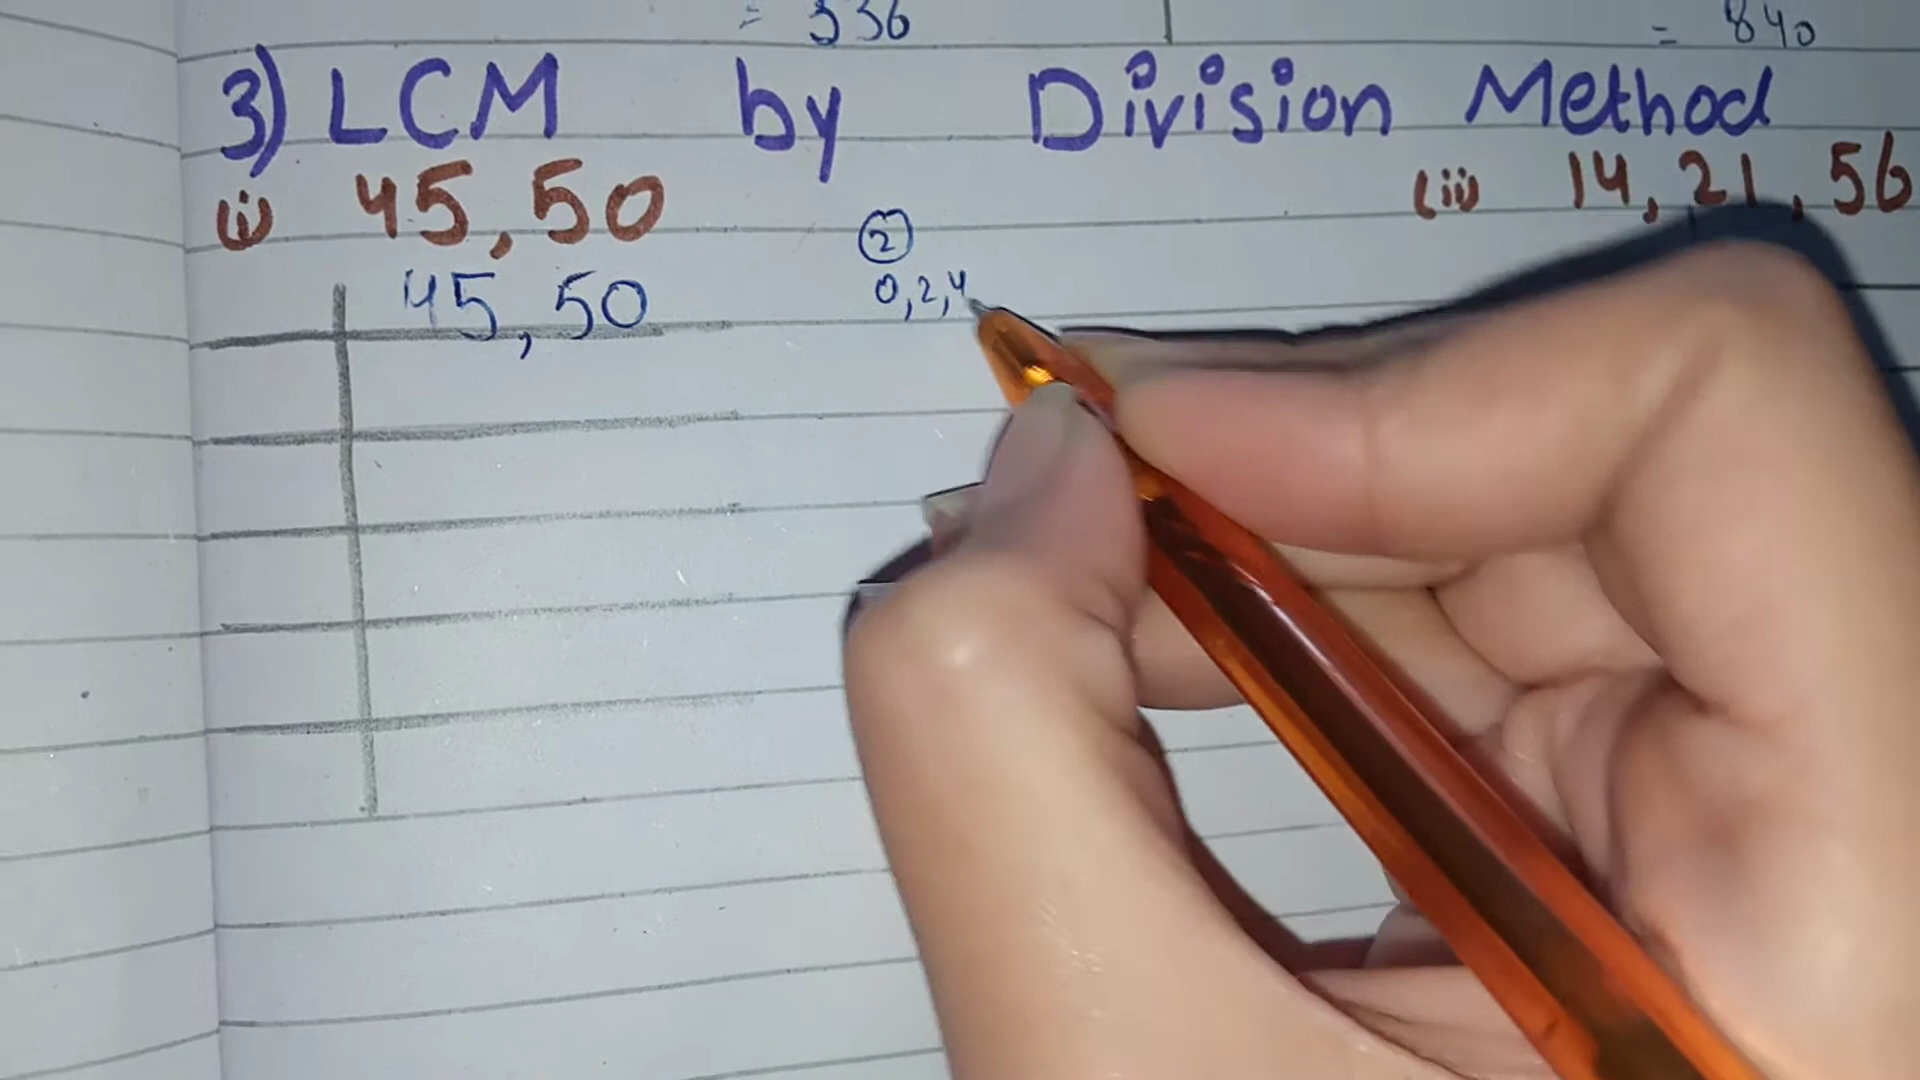 = 336 = 840
3) LCM by Division Method
(i) 45,50 (ii) 14, 21, 56
2
45,50 0,2,4